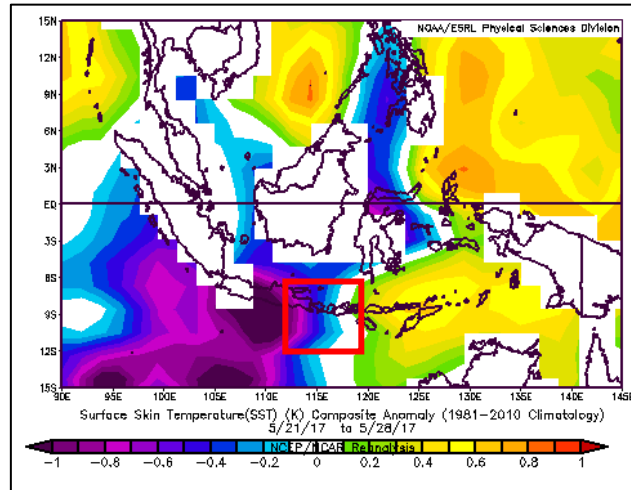 NOAA/ESRL Physical Sciences Division
15N
12N
9N
6N
3N
EQ
3S
6S
9S
12S
15S
90E 95E 100E 105E 110E 115E 120E 125E 130E 135E 140E 145E
Surface Skin Temperature(SST) (K) Composite Anomaly (1981-2010 Climatology)
5/21/17 to 5/28/17
NCEP/NCAR Reanalysis
-1 -0.8 -0.6 -0.4 -0.2 0 0.2 0.4 0.6 0.8 1